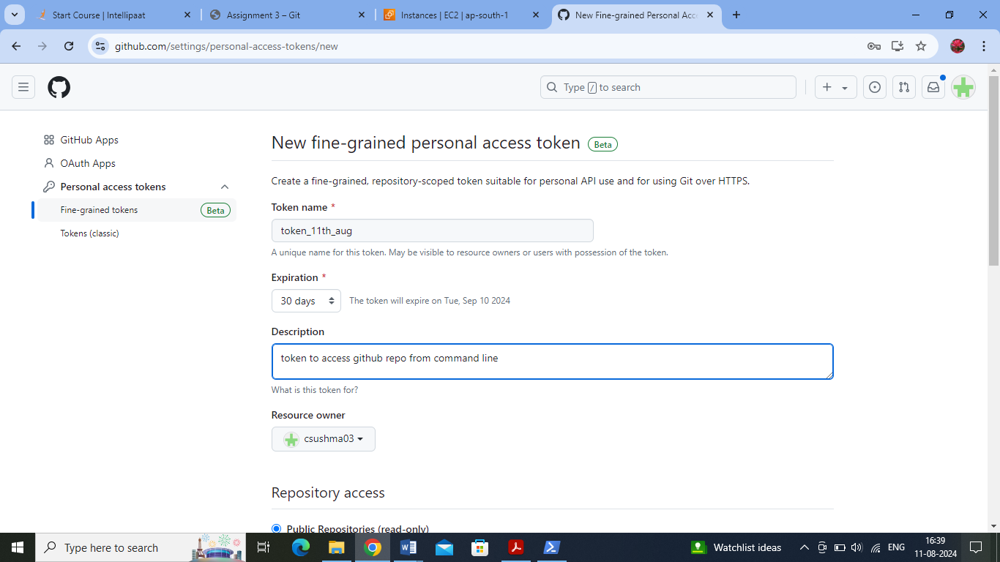 Start Course | Intellipaat
Assignment 3 – Git
Instances | EC2 | ap-south-1
New Fine-grained Personal Acc
github.com/settings/personal-access-tokens/new
Type / to search
GitHub Apps
OAuth Apps
Personal access tokens
Fine-grained tokens Beta
Tokens (classic)
New fine-grained personal access token Beta
Create a fine-grained, repository-scoped token suitable for personal API use and for using Git over HTTPS.
Token name *
token_11th_aug
A unique name for this token. May be visible to resource owners or users with possession of the token.
Expiration *
30 days The token will expire on Tue, Sep 10 2024
Description
token to access github repo from command line
What is this token for?
Resource owner
csushma03
Repository access
Public Repositories (read-only)
Type here to search
Watchlist ideas
ENG
16:39
11-08-2024